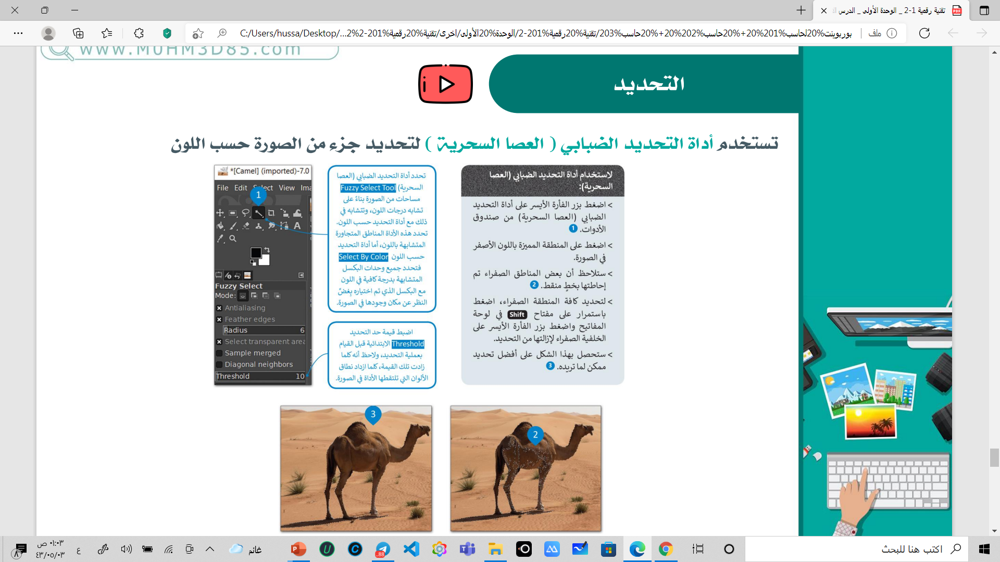 تقنية رقمية 1-2 _ الوحدة الأولى _ الدرس
ملف
C:/Users/hussa/Desktop/...2%2-201%بوربوينت%20لحاسب%201%20+%20حاسب%202%20+%20حاسب%203/تقنية%20رقمية%201-2/الوحدة%20الأولى/اخرى/تقنية%20رقمية
www.MUHM3D85.com
التحديد
تستخدم أداة التحديد الضبابي ( العصا السحرية ) لتحديد جزء من الصورة حسب اللون
لاستخدام أداة التحديد الضبابي (العصا
السحرية):
> اضغط بزر الفأرة الأيسر على أداة التحديد
الضبابي (العصا السحرية) من صندوق
الأدوات. 1
> اضغط على المنطقة المميزة باللون الأصفر
في الصورة.
> ستلاحظ أن بعض المناطق الصفراء تم
إحاطتها بخطٍ منقط. 2
> لتحديد كافة المنطقة الصفراء، اضغط
باستمرار على مفتاح Shift في لوحة
المفاتيح واضغط بزر الفأرة الأيسر على
الخلفية الصفراء لإزالتها من التحديد.
> ستحصل بهذا الشكل على أفضل تحديد
ممكن لما تريده. 3
تحدد أداة التحديد الضبابي (العصا
السحرية) Fuzzy Select Tool
مساحات من الصورة بناءً على
تشابه درجات اللون، وتتشابه في
ذلك مع أداة التحديد حسب اللون.
تحدد هذه الأداة المناطق المتجاورة
المتشابهة باللون، أما أداة التحديد
حسب اللون Select By Color
فتحدد جميع وحدات البكسل
المتشابهة بدرجة كافية في اللون
مع البكسل الذي تم اختياره بِغضِّ
النظر عن مكان وجودها في الصورة.
اضبط قيمة حد التحديد
Threshold الابتدائية قبل القيام
بعملية التحديد، ولاحظ أنه كلما
زادت تلك القيمة، كلما ازداد نطاق
الألوان التي تلتقطها الأداة في الصورة.
*[Camel] (imported)-7.0
File Edit Select View Ima
1
A
Fuzzy Select
Mode:
Antialiasing
Feather edges
Radius 6
Select transparent area
Sample merged
Diagonal neighbors
Threshold 10
2
3
اكتب هنا للبحث
88..
غائم
ع
٠١:٠٣ ص
٤٣/٠٥/٠٣
٨